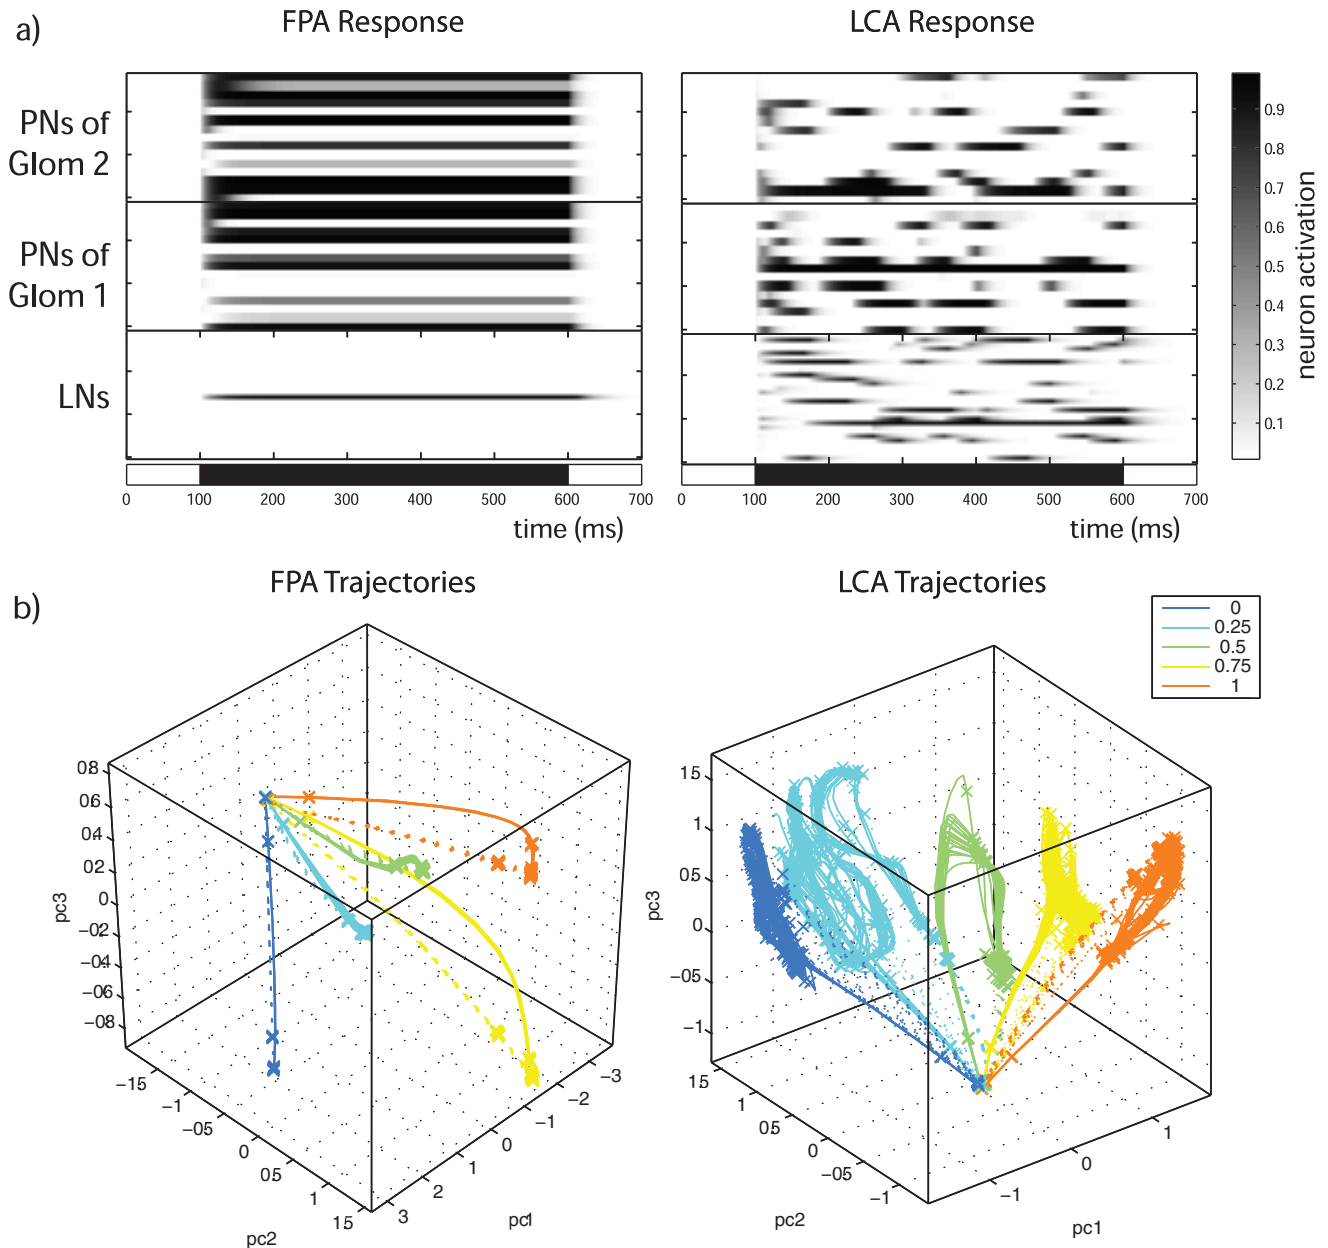 a)
FPA Response
LCA Response
PNs of
Glom 2
PNs of
Glom 1
LNs
0 100 200 300 400 500 600 700
time (ms)
0 100 200 300 400 500 600 700
time (ms)
0.9
0.8
0.7
0.6
0.5
0.4
0.3
0.2
0.1
neuron activation
b)
FPA Trajectories
LCA Trajectories
0
0.25
0.5
0.75
1
08
06
04
02
0
−02
−04
−06
−08
pc3
−15
−1
−05
0
05
1
15
pc2
3
2
1
0
−1
−2
−3
pc1
15
1
05
0
−05
−1
pc3
15
1
05
0
−05
−1
pc2
−1
0
1
pc1